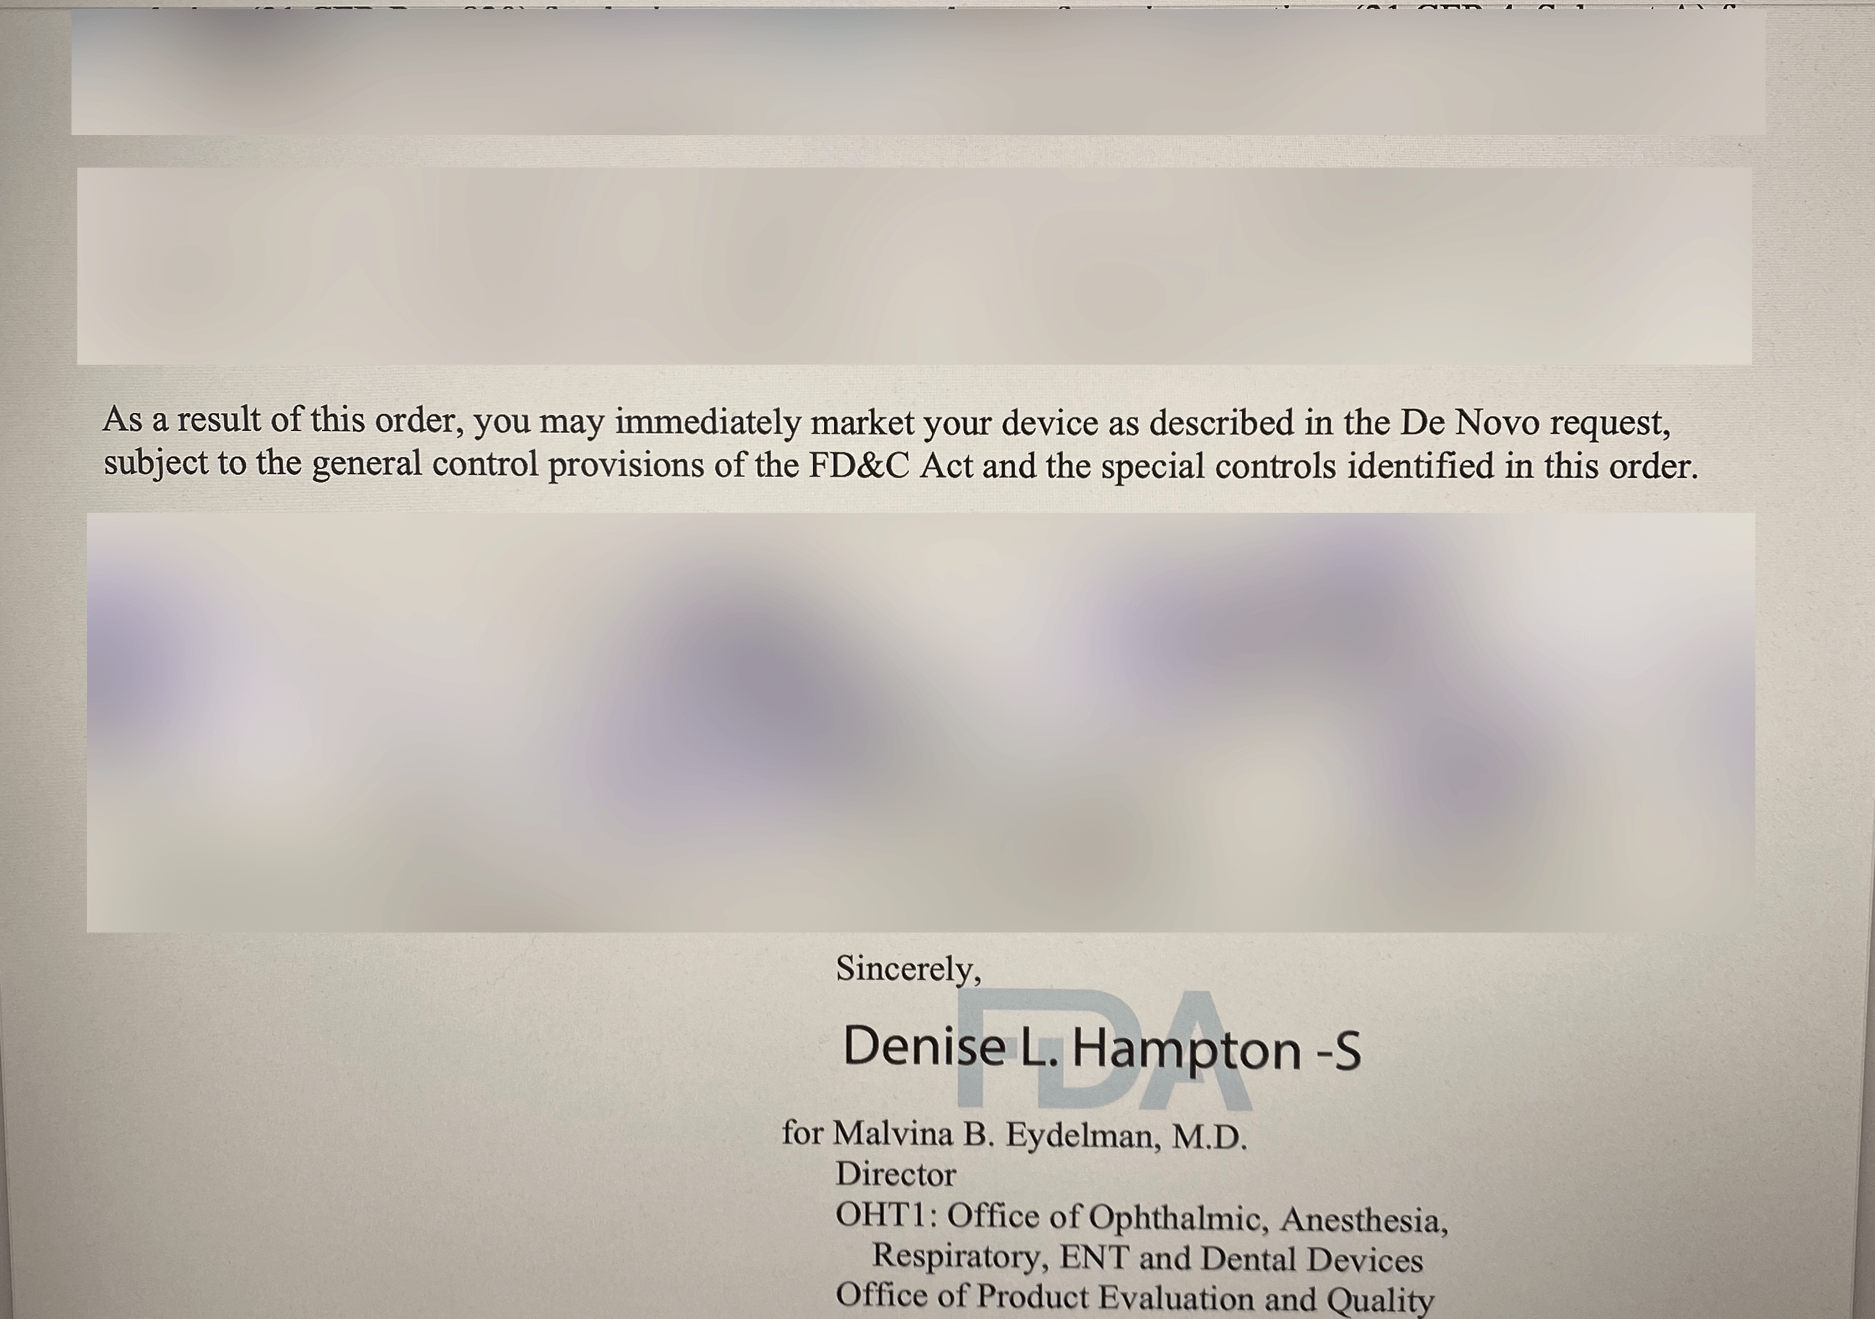 As a result of this order, you may immediately market your device as described in the De Novo request,
subject to the general control provisions of the FD&C Act and the special controls identified in this order.
Sincerely,
FDA
Denise L. Hampton -S
for Malvina B. Eydelman, M.D.
Director
OHT1: Office of Ophthalmic, Anesthesia,
Respiratory, ENT and Dental Devices
Office of Product Evaluation and Quality